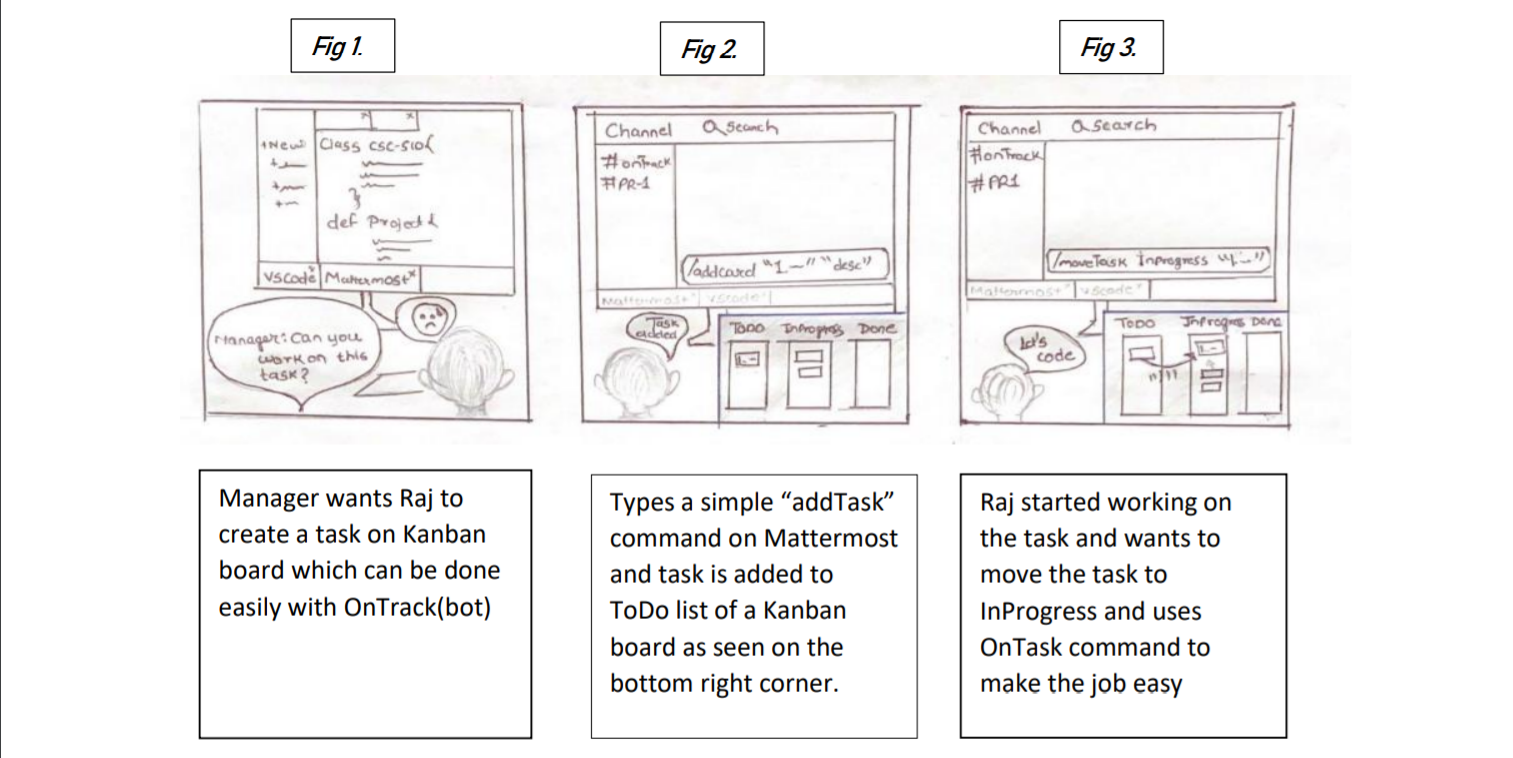 Fig 1.
Fig 2.
Fig 3.
+New
Class CSC-510{
}
def Project {
VScode x Mattermost x
Manager: Can you
work on this
task?
Channel Search
#onTrack
#PR-1
/addcard "1~" "desc"
Mattermost x Vscode x
Task
added
ToDo InProgres Done
Channel Search
#onTrack
#PR1
/moveTask Inprogress "1~"
Mattermost x Vscode x
Let's
code
ToDo InProgres Done
Manager wants Raj to
create a task on Kanban
board which can be done
easily with OnTrack(bot)
Types a simple “addTask”
command on Mattermost
and task is added to
ToDo list of a Kanban
board as seen on the
bottom right corner.
Raj started working on
the task and wants to
move the task to
InProgress and uses
OnTask command to
make the job easy